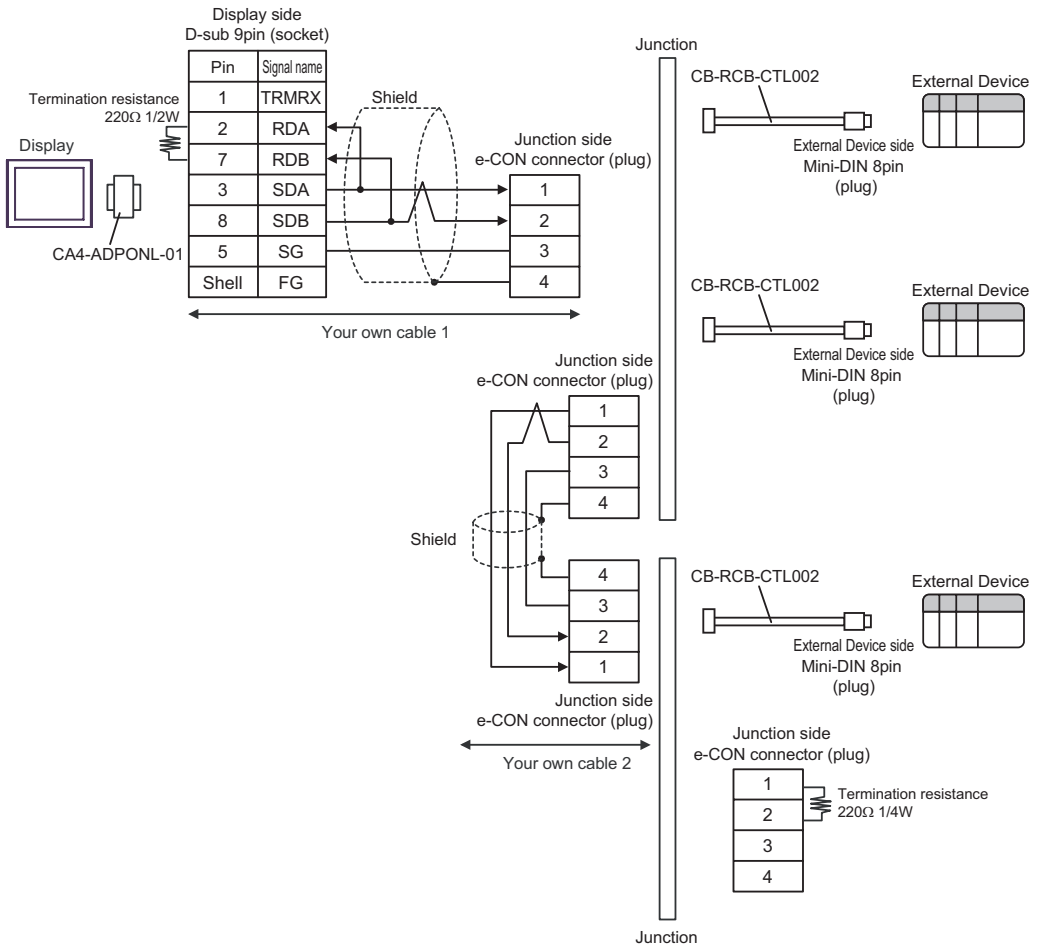 Display side
D-sub 9pin (socket)
Pin Signal name
1 TRMRX
2 RDA
7 RDB
3 SDA
8 SDB
5 SG
Shell FG
Termination resistance
220Ω 1/2W
Display
CA4-ADPONL-01
Shield
Junction side
e-CON connector (plug)
1
2
3
4
Your own cable 1
Junction
CB-RCB-CTL002
External Device
External Device side
Mini-DIN 8pin
(plug)
CB-RCB-CTL002
External Device
External Device side
Mini-DIN 8pin
(plug)
Junction side
e-CON connector (plug)
1
2
3
4
Shield
4
3
2
1
Junction side
e-CON connector (plug)
Your own cable 2
CB-RCB-CTL002
External Device
External Device side
Mini-DIN 8pin
(plug)
Junction side
e-CON connector (plug)
1
2
3
4
Termination resistance
220Ω 1/4W
Junction